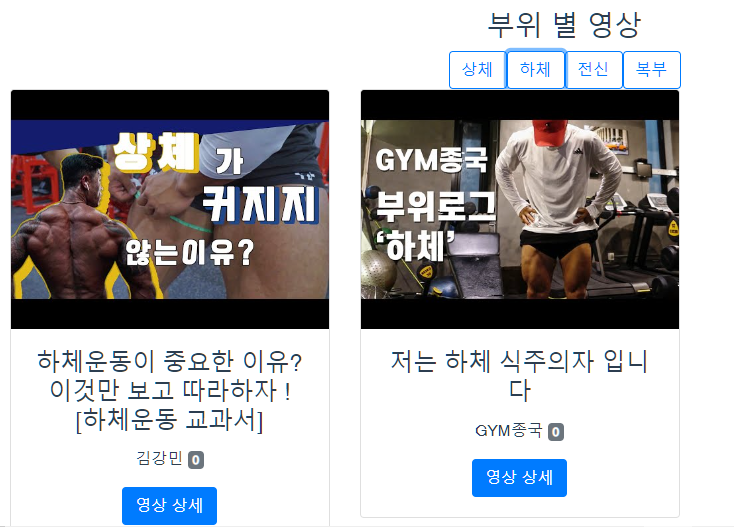 부위 별 영상
상체 하체 전신 복부
상체가
커지지
않는이유?
GYM종국
부위로그
'하체'
하체운동이 중요한 이유?
이것만 보고 따라하자 !
[하체운동 교과서]
김강민 0
영상 상세
저는 하체 식주의자 입니
다
GYM종국 0
영상 상세